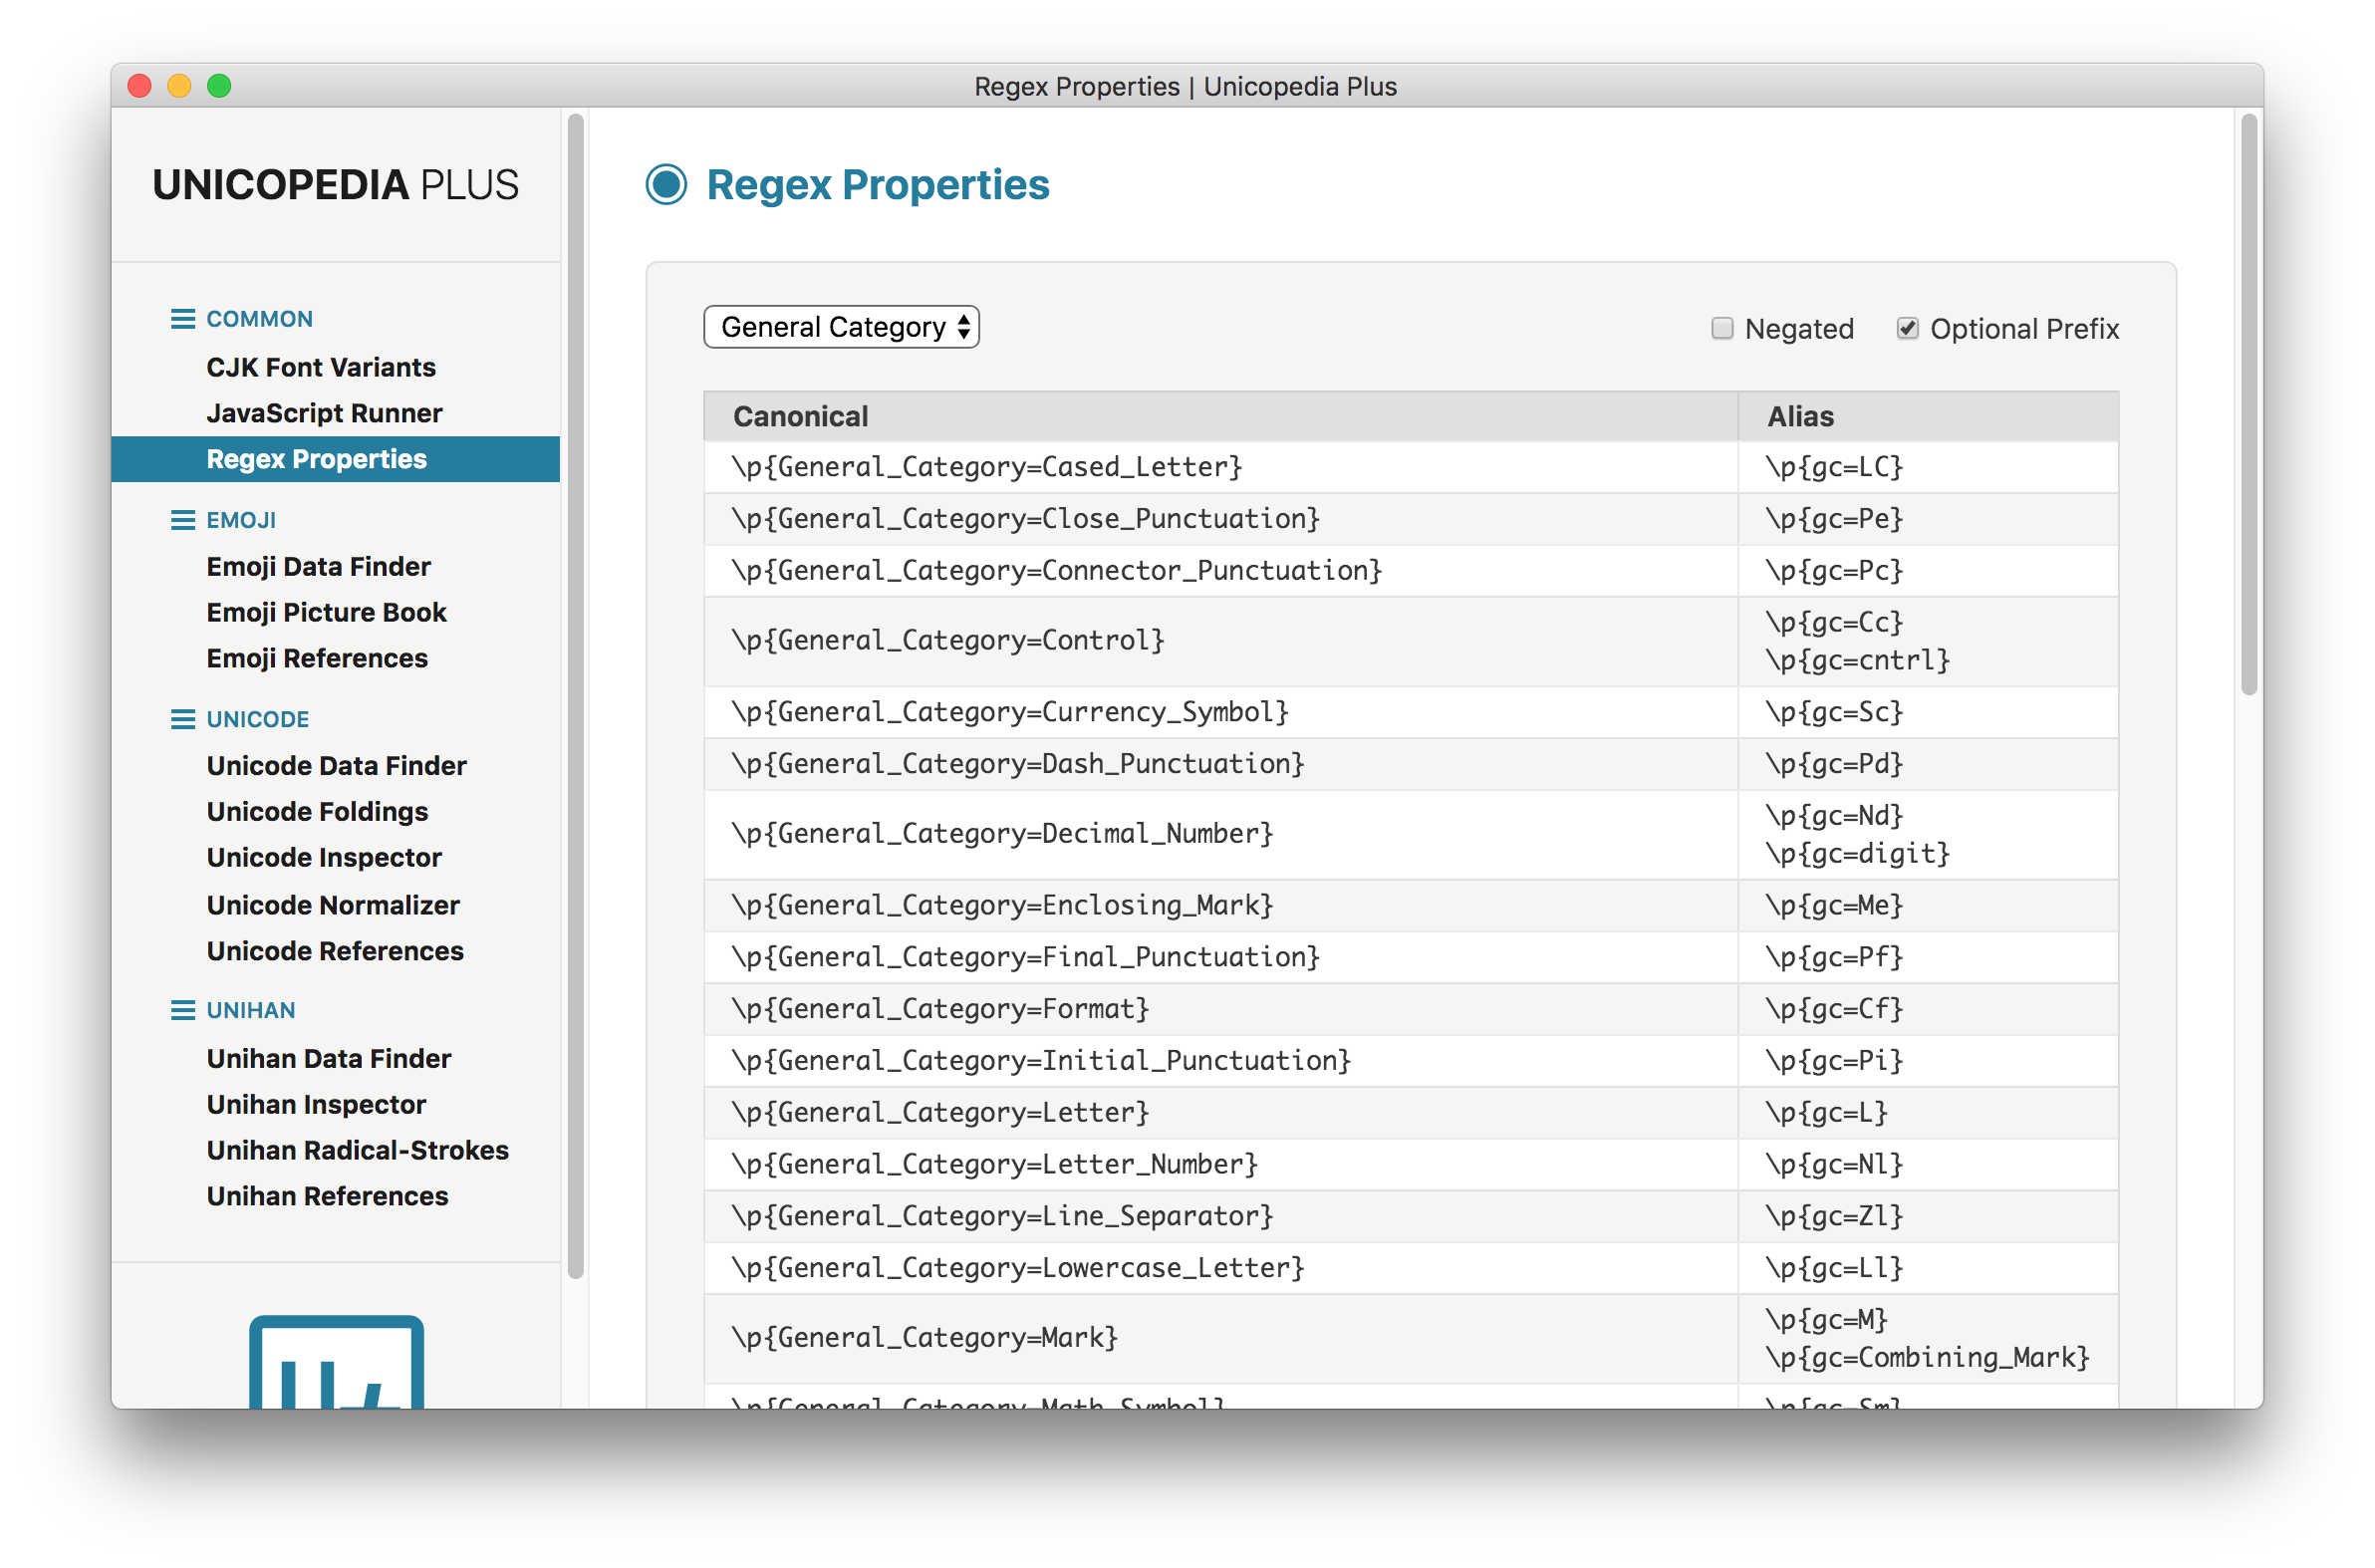 Regex Properties | Unicopedia Plus
UNICOPEDIA PLUS
COMMON
CJK Font Variants
JavaScript Runner
Regex Properties
EMOJI
Emoji Data Finder
Emoji Picture Book
Emoji References
UNICODE
Unicode Data Finder
Unicode Foldings
Unicode Inspector
Unicode Normalizer
Unicode References
UNIHAN
Unihan Data Finder
Unihan Inspector
Unihan Radical-Strokes
Unihan References
U+
Regex Properties
General Category
Negated
Optional Prefix
Canonical Alias
\p{General_Category=Cased_Letter} \p{gc=LC}
\p{General_Category=Close_Punctuation} \p{gc=Pe}
\p{General_Category=Connector_Punctuation} \p{gc=Pc}
\p{General_Category=Control} \p{gc=Cc}
\p{gc=cntrl}
\p{General_Category=Currency_Symbol} \p{gc=Sc}
\p{General_Category=Dash_Punctuation} \p{gc=Pd}
\p{General_Category=Decimal_Number} \p{gc=Nd}
\p{gc=digit}
\p{General_Category=Enclosing_Mark} \p{gc=Me}
\p{General_Category=Final_Punctuation} \p{gc=Pf}
\p{General_Category=Format} \p{gc=Cf}
\p{General_Category=Initial_Punctuation} \p{gc=Pi}
\p{General_Category=Letter} \p{gc=L}
\p{General_Category=Letter_Number} \p{gc=Nl}
\p{General_Category=Line_Separator} \p{gc=Zl}
\p{General_Category=Lowercase_Letter} \p{gc=Ll}
\p{General_Category=Mark} \p{gc=M}
\p{gc=Combining_Mark}
\p{General_Category=Math_Symbol} \p{gc=Sm}